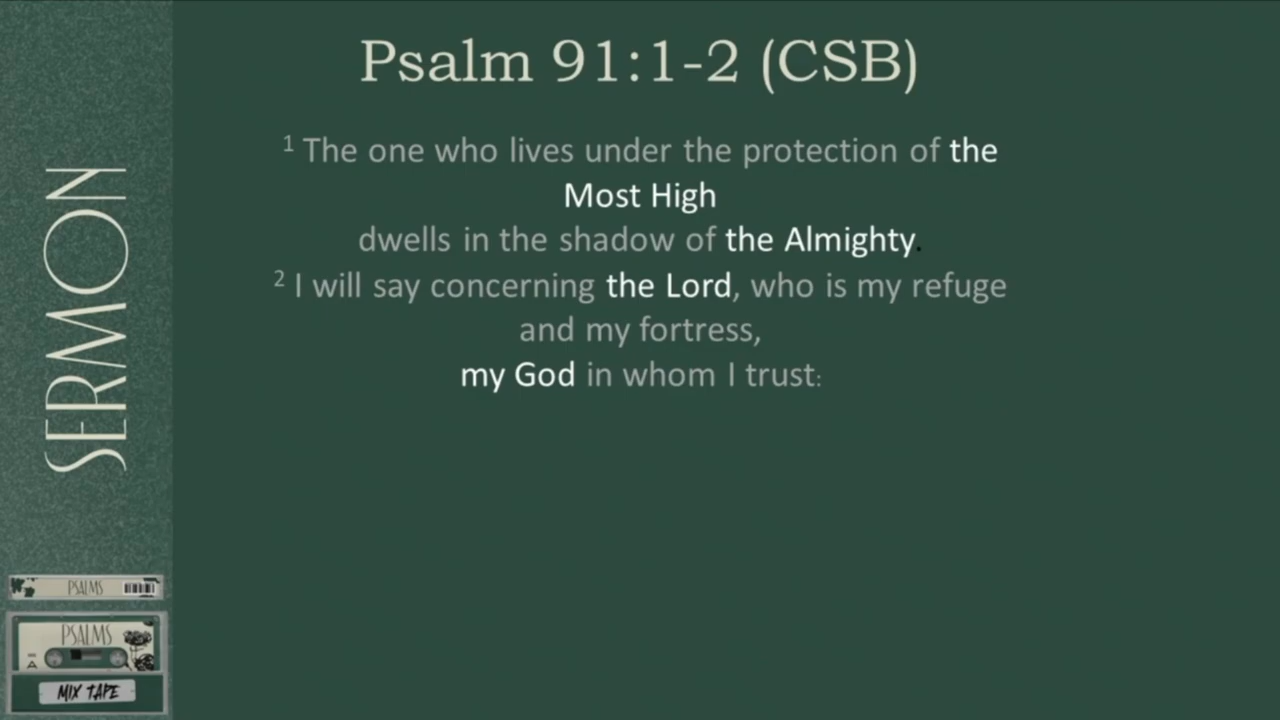 Psalm 91:1-2 (CSB)
1 The one who lives under the protection of the
Most High
dwells in the shadow of the Almighty.
2 I will say concerning the Lord, who is my refuge
and my fortress,
my God in whom I trust:
SERMON
PSALMS
PSALMS
A
MIX TAPE